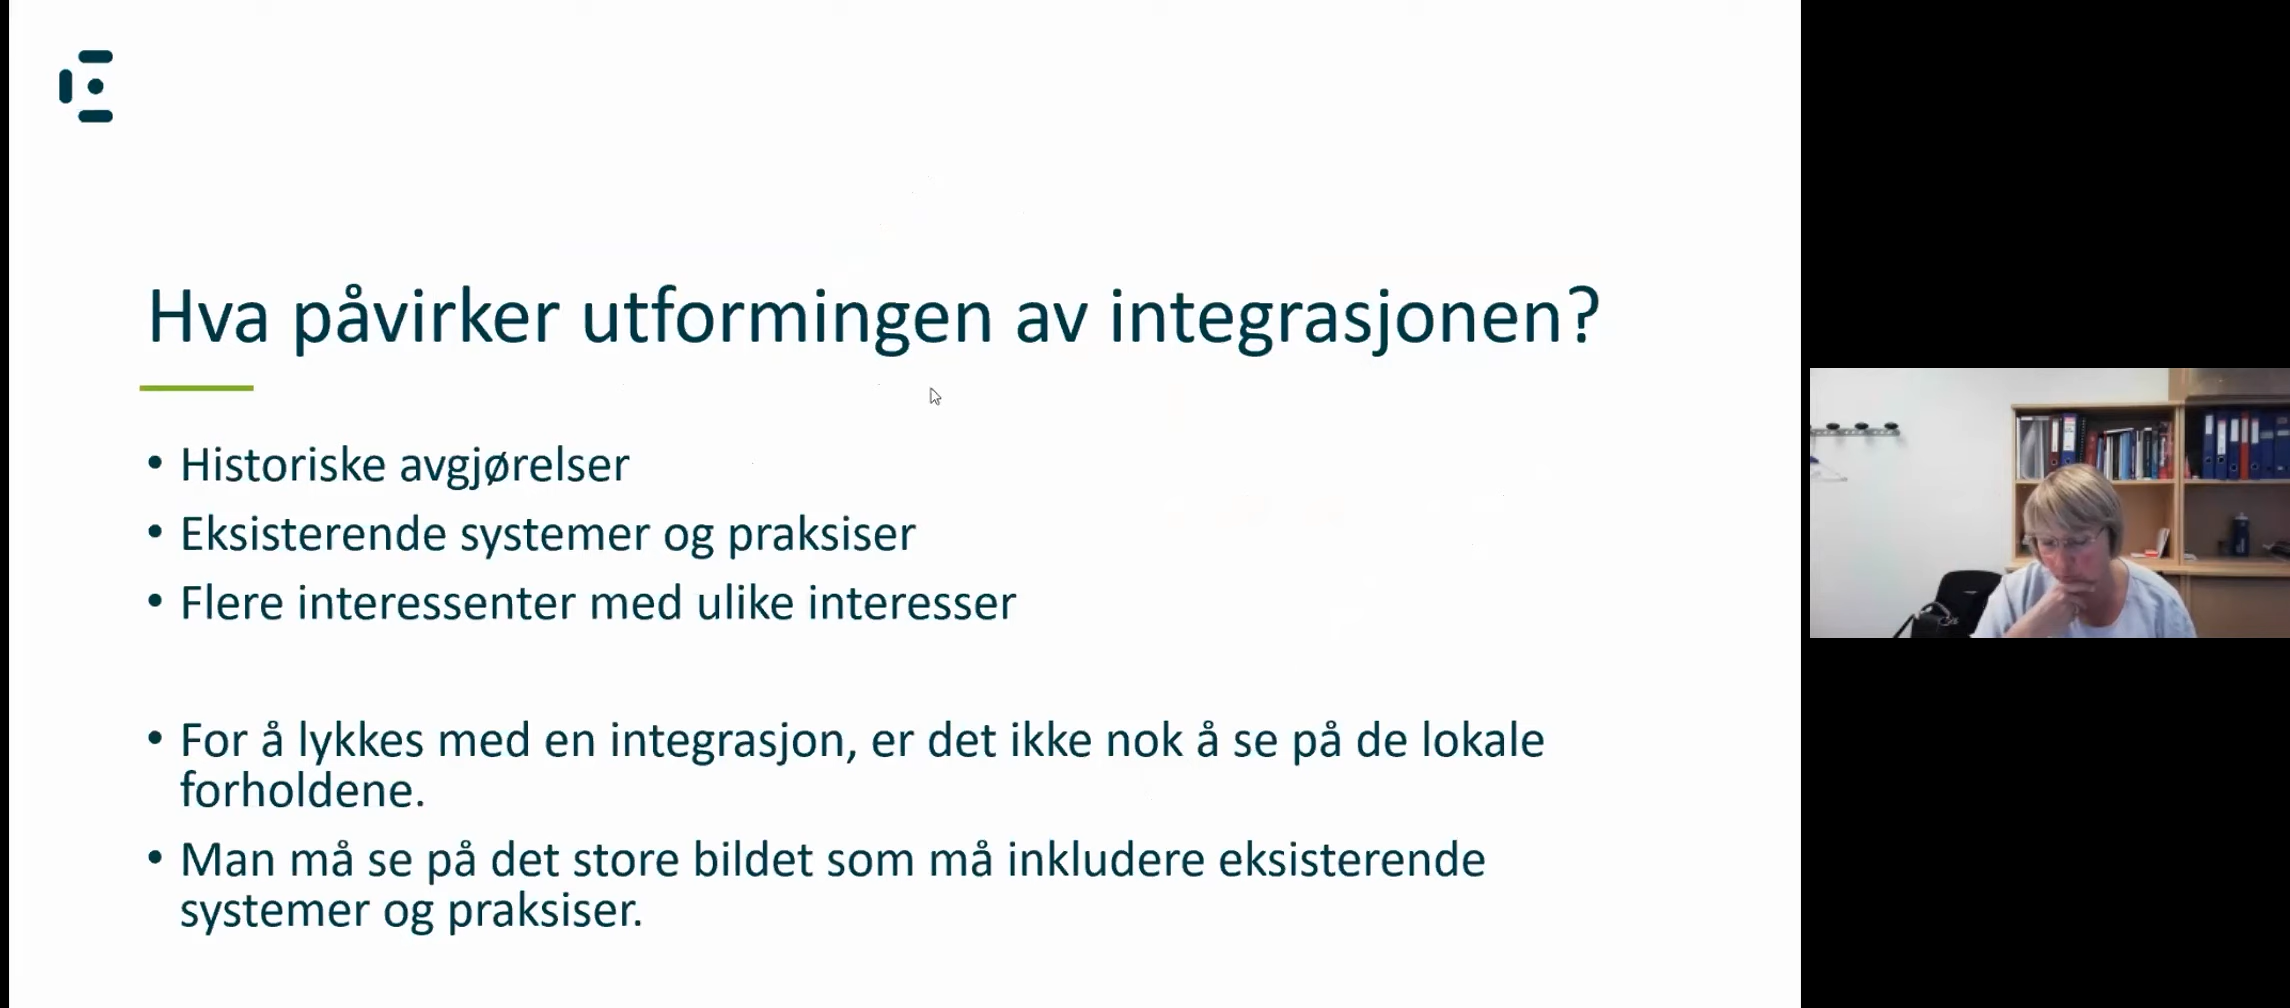 Hva påvirker utformingen av integrasjonen?
• Historiske avgjørelser
• Eksisterende systemer og praksiser
• Flere interessenter med ulike interesser
• For å lykkes med en integrasjon, er det ikke nok å se på de lokale
forholdene.
• Man må se på det store bildet som må inkludere eksisterende
systemer og praksiser.